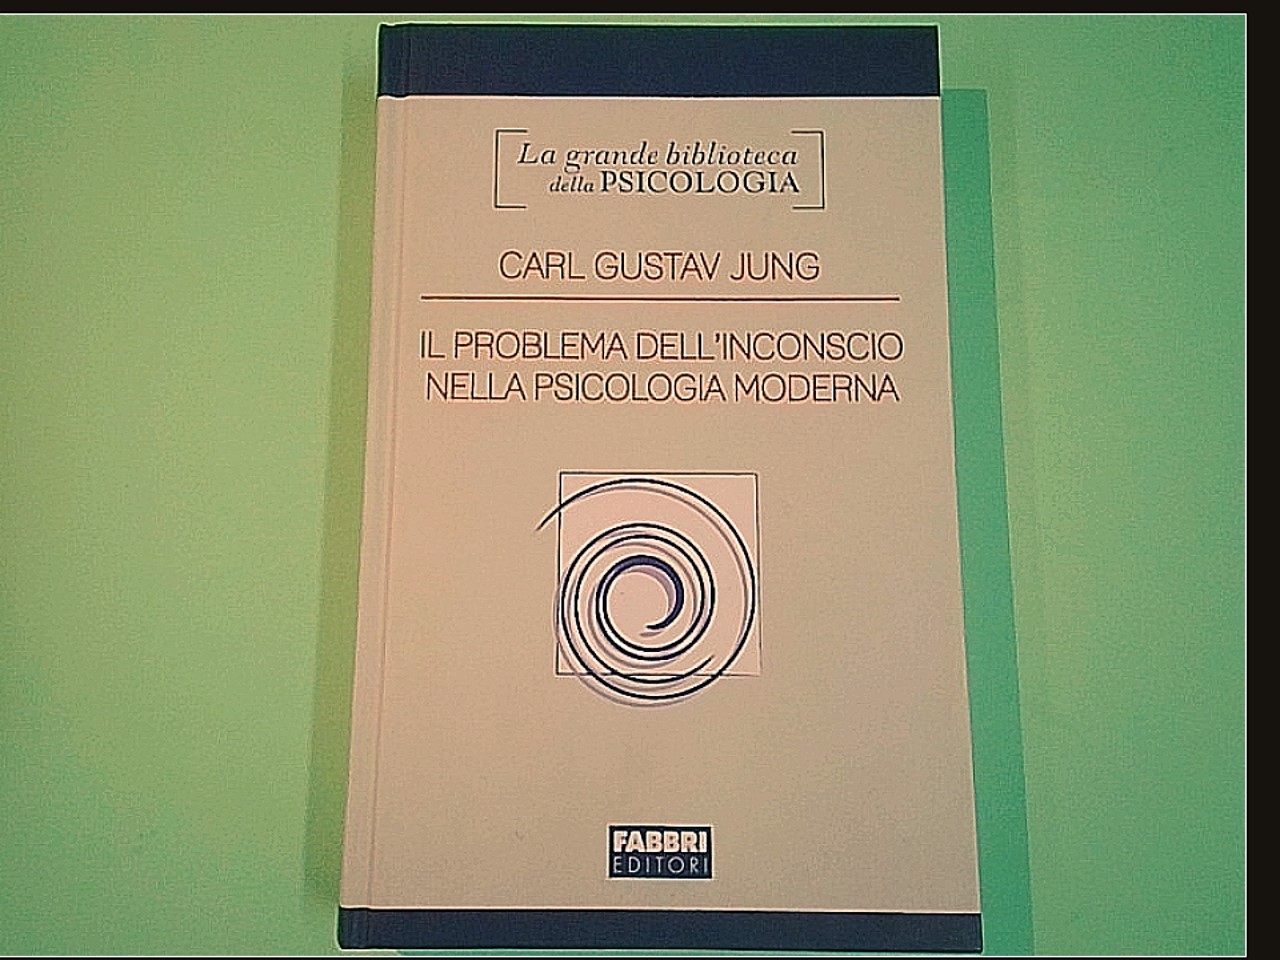 La grande biblioteca
della PSICOLOGIA
CARL GUSTAV JUNG
IL PROBLEMA DELL'INCONSCIO
NELLA PSICOLOGIA MODERNA
FABBRI
EDITORI